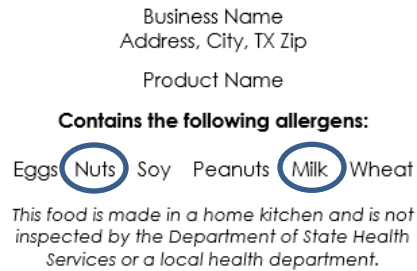 Business Name
Address, City, TX Zip
Product Name
Contains the following allergens:
Eggs Nuts Soy Peanuts Milk Wheat
This food is made in a home kitchen and is not
inspected by the Department of State Health
Services or a local health department.